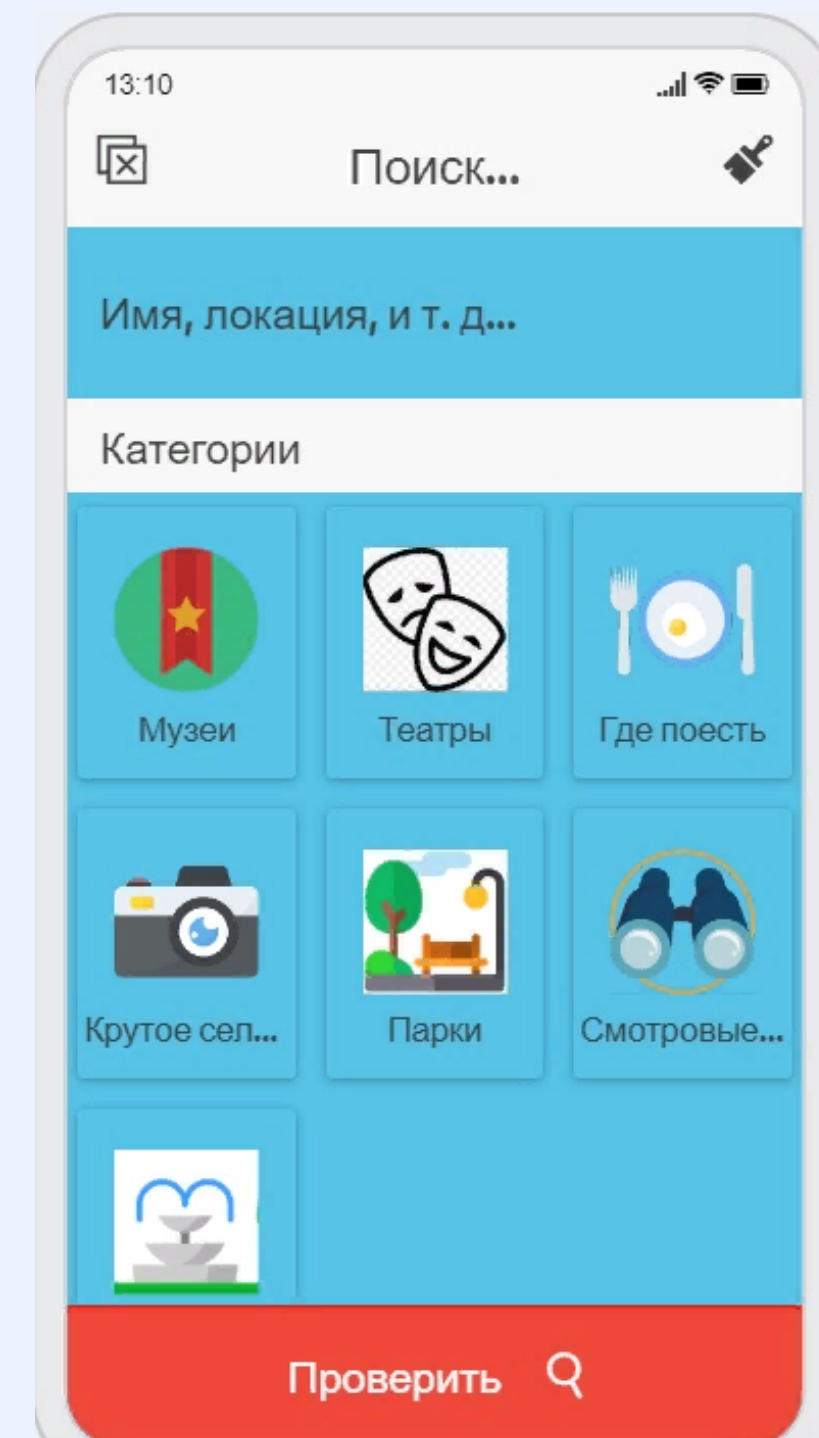 13:10
Поиск...
Имя, локация, и т. д...
Категории
Музеи
Театры
Где поесть
Крутое сел...
Парки
Смотровые...
Проверить